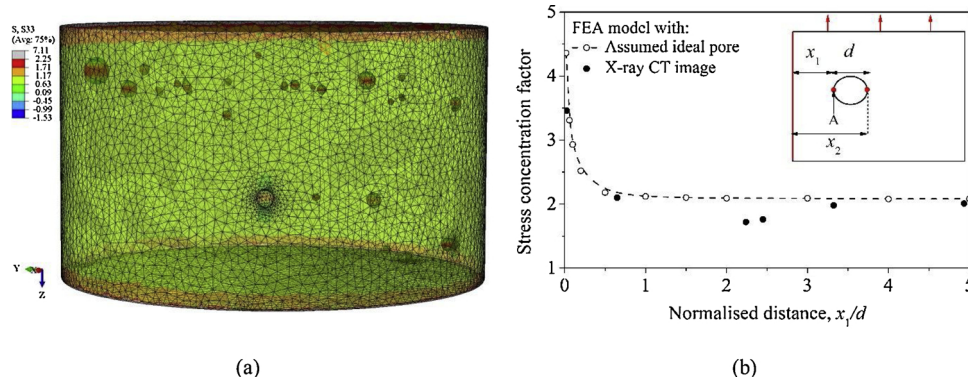 S, S33
(Avg: 75%)
7.11
2.25
1.71
1.17
0.63
0.09
-0.45
-0.99
-1.53
Y
Z
(a)
5
4
3
2
1
Stress concentration factor
FEA model with:
Assumed ideal pore
X-ray CT image
x1
d
A
x2
0
1
2
3
4
5
Normalised distance, x1/d
(b)